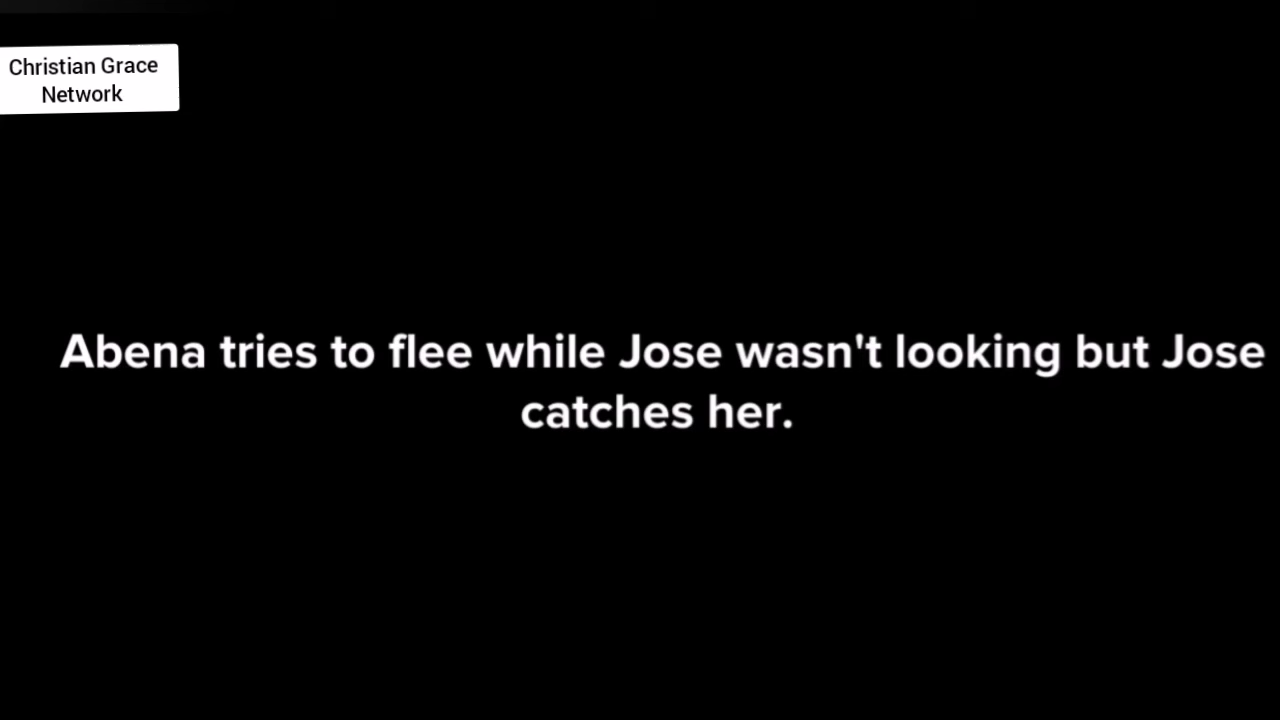 Christian Grace
Network
Abena tries to flee while Jose wasn't looking but Jose
catches her.